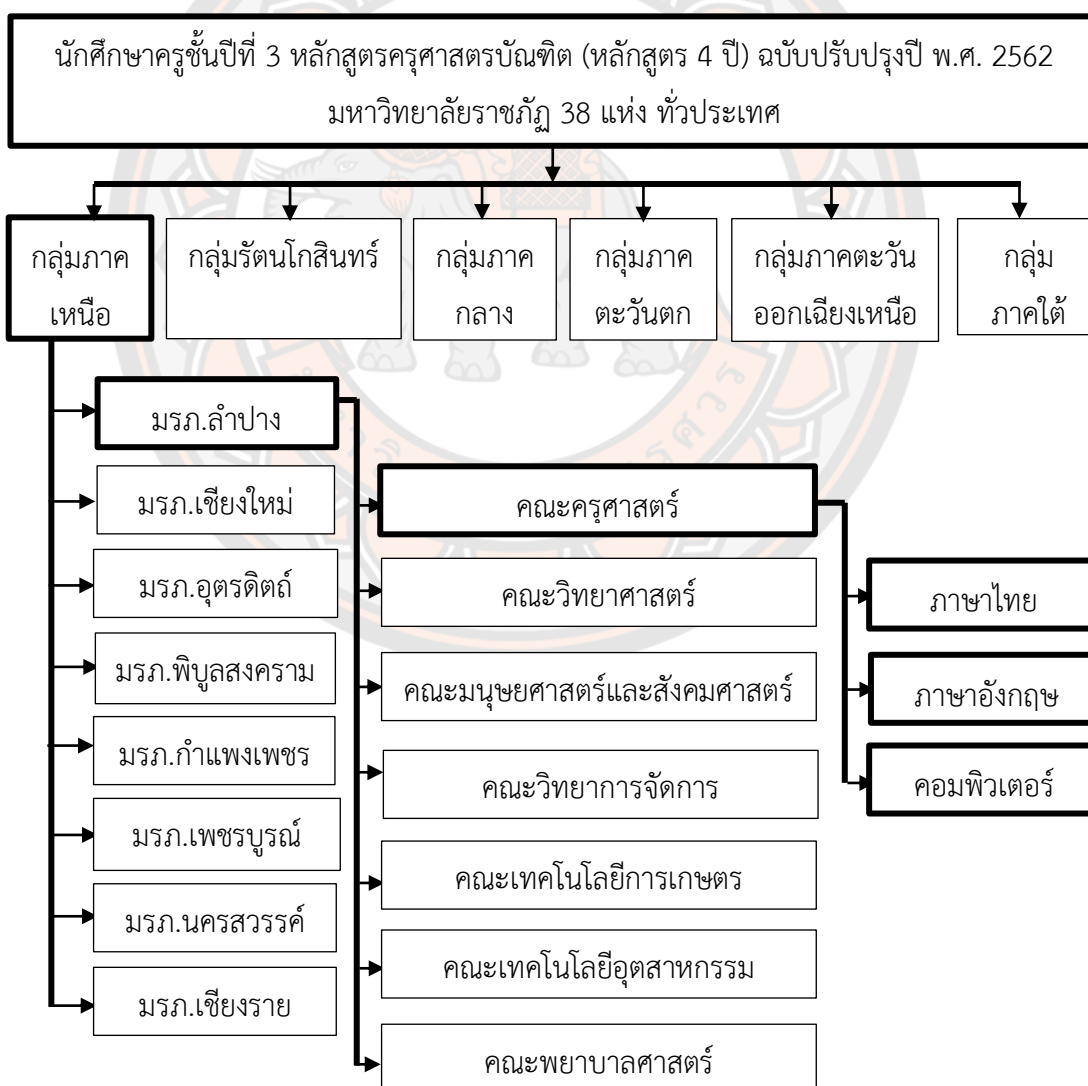 นักศึกษาครูชั้นปีที่ 3 หลักสูตรครุศาสตรบัณฑิต (หลักสูตร 4 ปี) ฉบับปรับปรุงปี พ.ศ. 2562
มหาวิทยาลัยราชภัฏ 38 แห่ง ทั่วประเทศ
กลุ่มภาค
เหนือ
กลุ่มรัตนโกสินทร์
กลุ่มภาค
กลาง
กลุ่มภาค
ตะวันตก
กลุ่มภาคตะวัน
ออกเฉียงเหนือ
กลุ่ม
ภาคใต้
มรภ.ลำปาง
มรภ.เชียงใหม่
มรภ.อุตรดิตถ์
มรภ.พิบูลสงคราม
มรภ.กำแพงเพชร
มรภ.เพชรบูรณ์
มรภ.นครสวรรค์
มรภ.เชียงราย
คณะครุศาสตร์
คณะวิทยาศาสตร์
คณะมนุษยศาสตร์และสังคมศาสตร์
คณะวิทยาการจัดการ
คณะเทคโนโลยีการเกษตร
คณะเทคโนโลยีอุตสาหกรรม
คณะพยาบาลศาสตร์
ภาษาไทย
ภาษาอังกฤษ
คอมพิวเตอร์